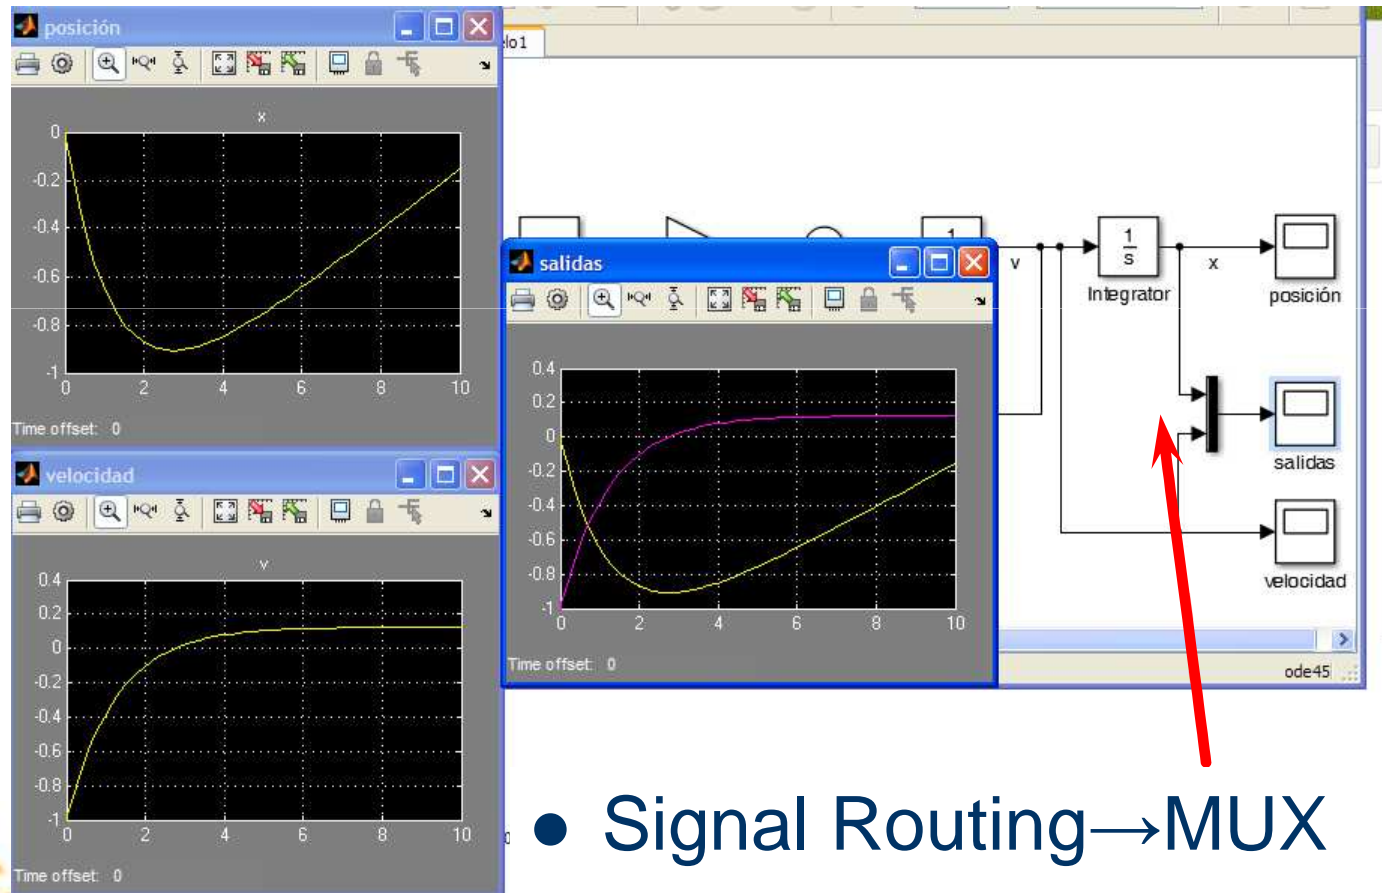 posición
x
0
-0.2
-0.4
-0.6
-0.8
-1
0 2 4 6 8 10
Time offset: 0
velocidad
v
0.4
0.2
0
-0.2
-0.4
-0.6
-0.8
-1
0 2 4 6 8 10
Time offset: 0
lo1
salidas
0.4
0.2
0
-0.2
-0.4
-0.6
-0.8
-1
0 2 4 6 8 10
Time offset: 0
1
v
1
s
Integrator
x
posición
salidas
velocidad
ode45
● Signal Routing→MUX